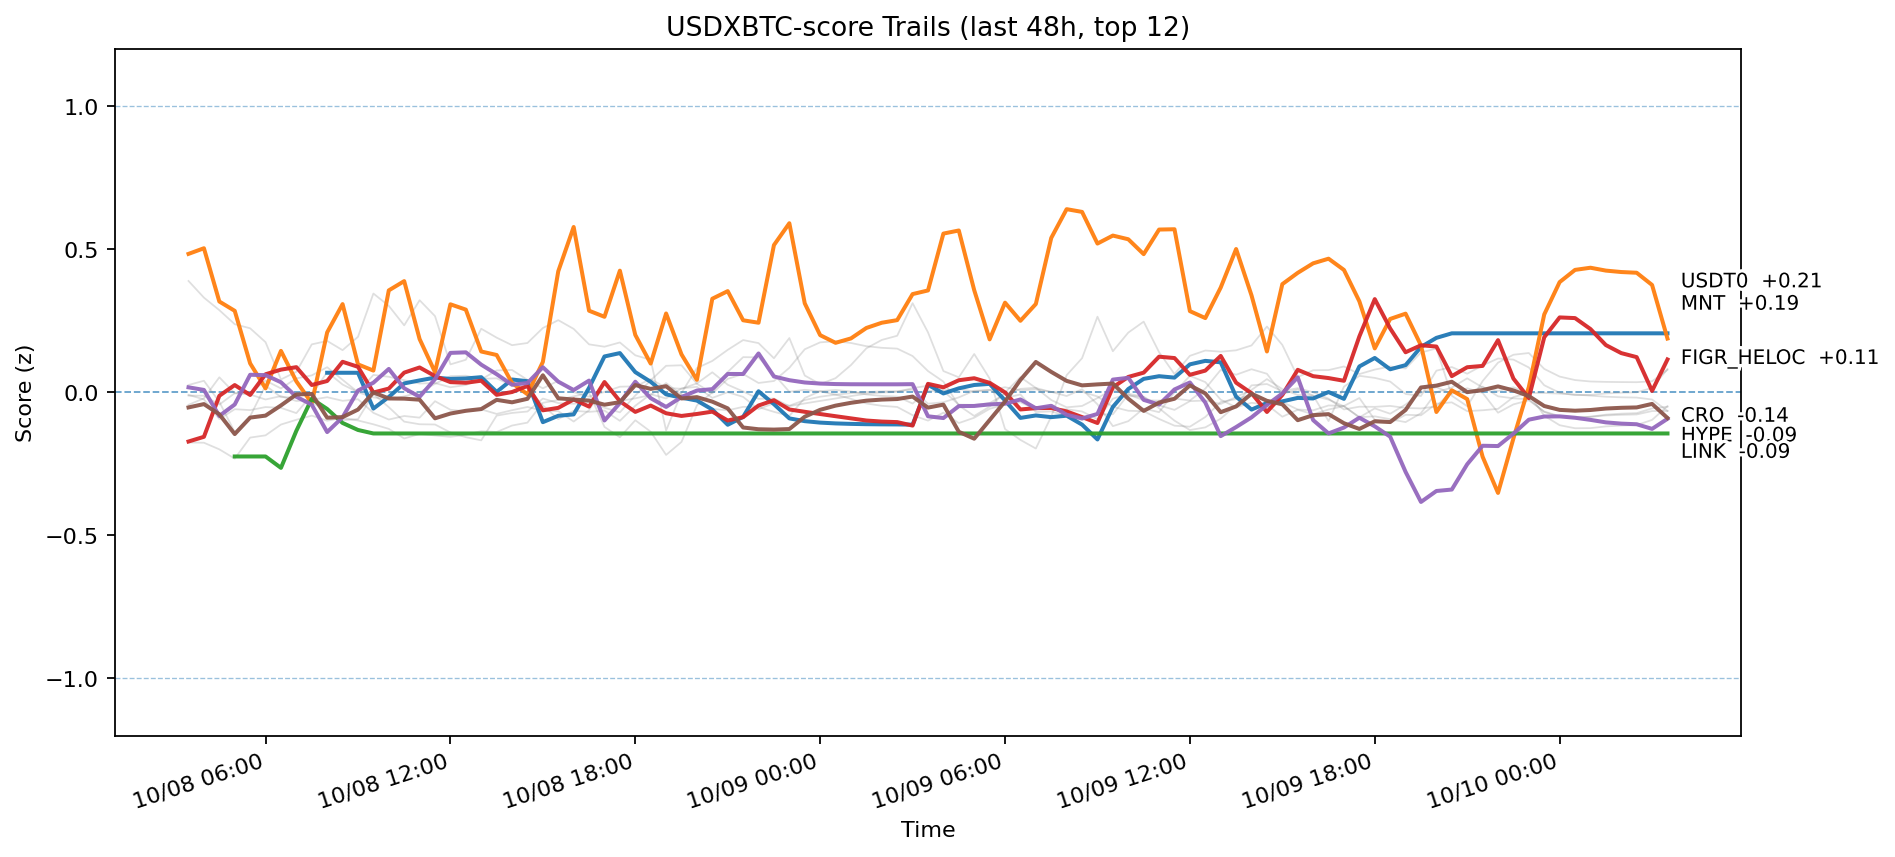 USDXBTC-score Trails (last 48h, top 12)
Score (z)
1.0
0.5
0.0
−0.5
−1.0
USDT0 +0.21
MNT +0.19
FIGR_HELOC +0.11
CRO -0.14
HYPE -0.09
LINK -0.09
10/08 06:00
10/08 12:00
10/08 18:00
10/09 00:00
10/09 06:00
10/09 12:00
10/09 18:00
10/10 00:00
Time